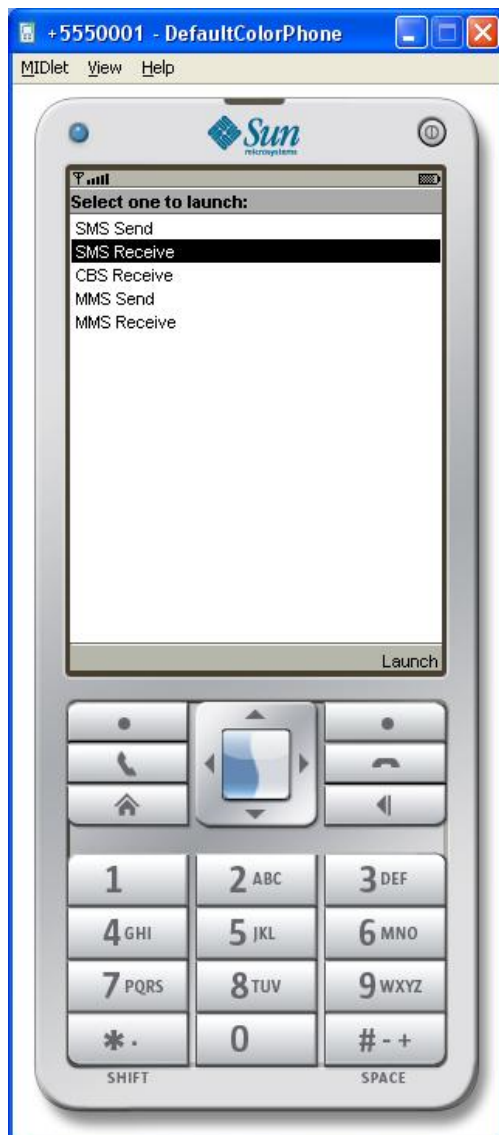 +5550001 - DefaultColorPhone
MIDlet View Help
Sun
microsystems
Select one to launch:
SMS Send
SMS Receive
CBS Receive
MMS Send
MMS Receive
Launch
1 2 ABC 3 DEF
4 GHI 5 JKL 6 MNO
7 PQRS 8 TUV 9 WXYZ
* . 0 # - +
SHIFT SPACE